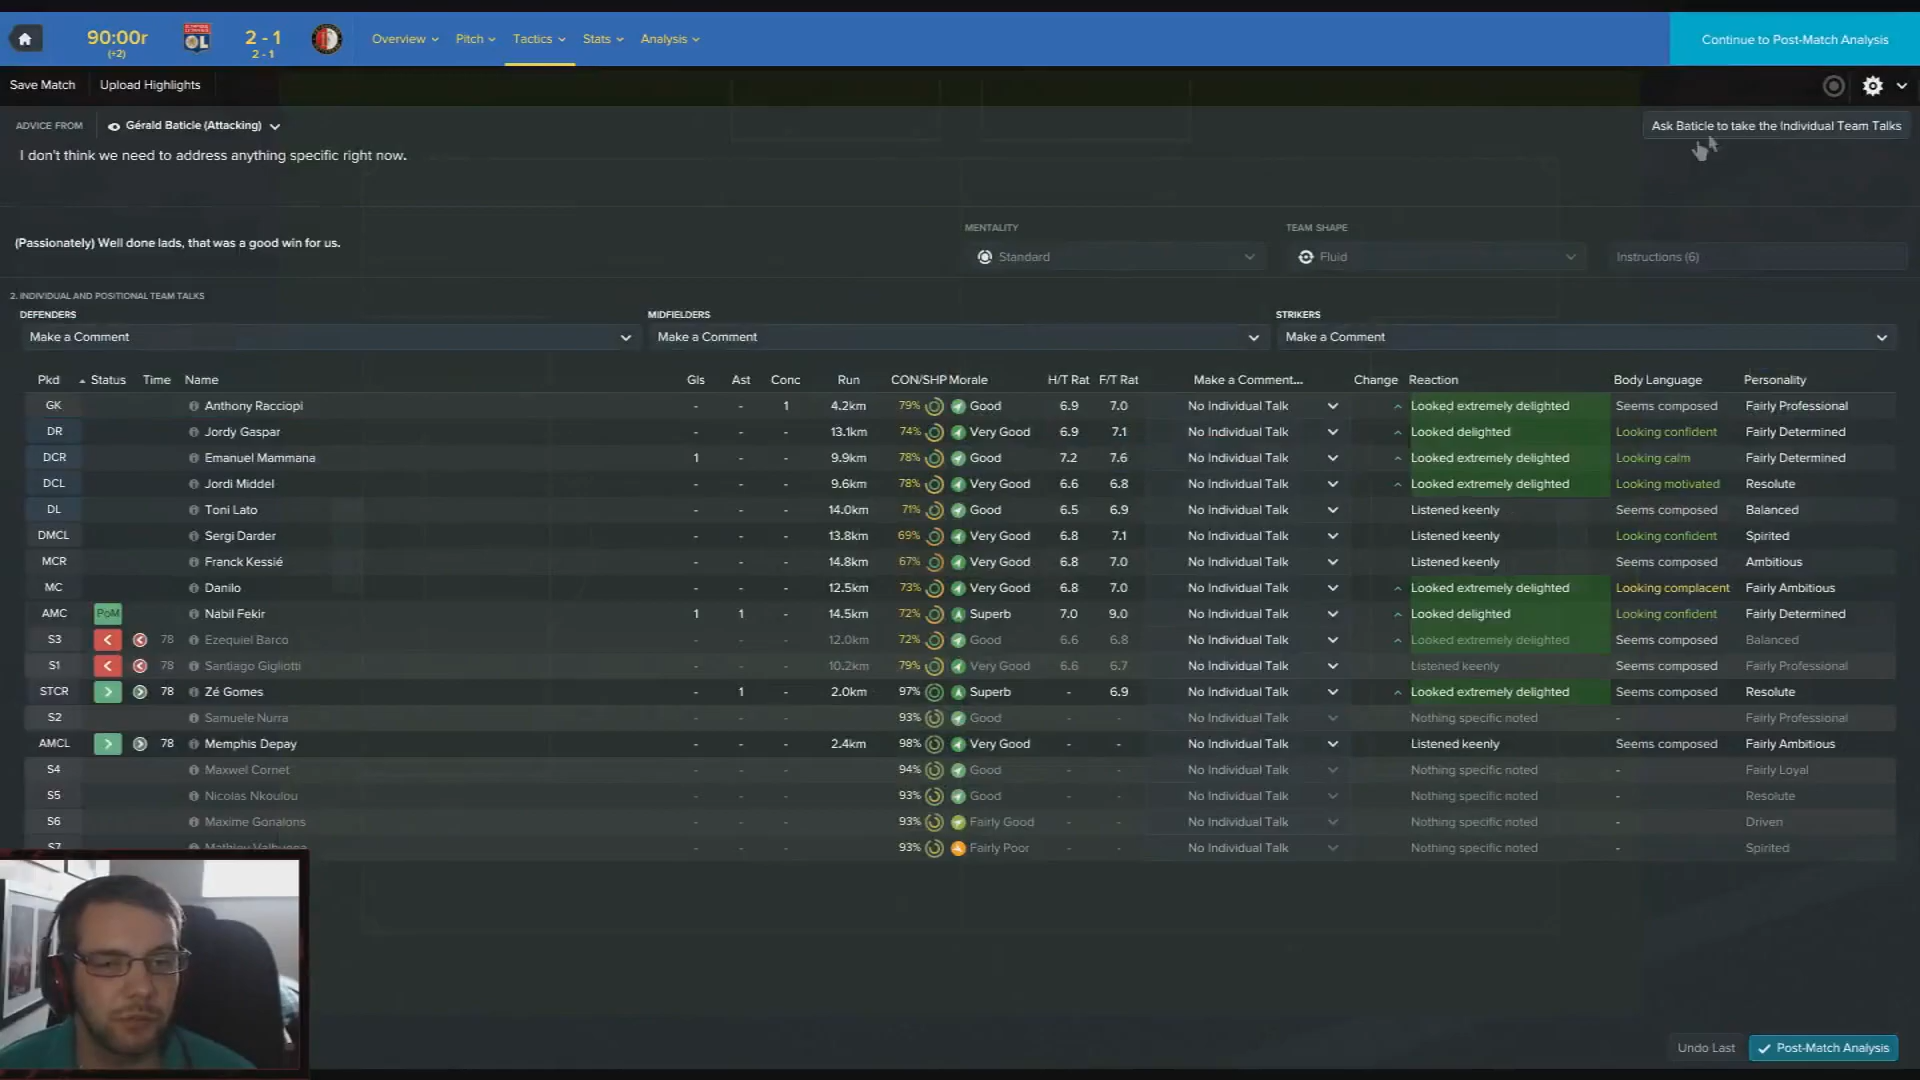 90:00r
(+2)
2 - 1
2 - 1
Overview
Pitch
Tactics
Stats
Analysis
Continue to Post-Match Analysis
Save Match
Upload Highlights
ADVICE FROM
Gérald Baticle (Attacking)
Ask Baticle to take the Individual Team Talks
I don't think we need to address anything specific right now.
(Passionately) Well done lads, that was a good win for us.
MENTALITY
Standard
TEAM SHAPE
Fluid
Instructions (6)
2. INDIVIDUAL AND POSITIONAL TEAM TALKS
DEFENDERS MIDFIELDERS STRIKERS
Make a Comment Make a Comment Make a Comment
Pkd Status Time Name Gls Ast Conc Run CON/SHP Morale H/T Rat F/T Rat Make a Comment... Change Reaction Body Language Personality
GK Anthony Racciopi - - 1 4.2km 79% Good 6.9 7.0 No Individual Talk Looked extremely delighted Seems composed Fairly Professional
DR Jordy Gaspar - - - 13.1km 74% Very Good 6.9 7.1 No Individual Talk Looked delighted Looking confident Fairly Determined
DCR Emanuel Mammana 1 - - 9.9km 78% Good 7.2 7.6 No Individual Talk Looked extremely delighted Looking calm Fairly Determined
DCL Jordi Middel - - - 9.6km 78% Very Good 6.6 6.8 No Individual Talk Looked extremely delighted Looking motivated Resolute
DL Toni Lato - - - 14.0km 71% Good 6.5 6.9 No Individual Talk Listened keenly Seems composed Balanced
DMCL Sergi Darder - - - 13.8km 69% Very Good 6.8 7.1 No Individual Talk Listened keenly Looking confident Spirited
MCR Franck Kessié - - - 14.8km 67% Very Good 6.8 7.0 No Individual Talk Listened keenly Seems composed Ambitious
MC Danilo - - - 12.5km 73% Very Good 6.8 7.0 No Individual Talk Looked extremely delighted Looking complacent Fairly Ambitious
AMC PoM Nabil Fekir 1 1 - 14.5km 72% Superb 7.0 9.0 No Individual Talk Looked delighted Looking confident Fairly Determined
S3 78 Ezequiel Barco - - - 12.0km 72% Good 6.6 6.8 No Individual Talk Looked extremely delighted Seems composed Balanced
S1 78 Santiago Gigliotti - - - 10.2km 79% Very Good 6.6 6.7 No Individual Talk Listened keenly Seems composed Fairly Professional
STCR 78 Zé Gomes - 1 - 2.0km 97% Superb - 6.9 No Individual Talk Looked extremely delighted Seems composed Resolute
S2 Samuele Nurra - - - 93% Good - - No Individual Talk Nothing specific noted - Fairly Professional
AMCL 78 Memphis Depay - - - 2.4km 98% Very Good - - No Individual Talk Listened keenly Seems composed Fairly Ambitious
S4 Maxwel Cornet - - - 94% Good - - No Individual Talk Nothing specific noted - Fairly Loyal
S5 Nicolas Nkoulou - - - 93% Good - - No Individual Talk Nothing specific noted - Resolute
S6 Maxime Gonalons - - - 93% Fairly Good - - No Individual Talk Nothing specific noted - Driven
S7 Mathieu Valbuena - - - 93% Fairly Poor - - No Individual Talk Nothing specific noted - Spirited
Undo Last
Post-Match Analysis